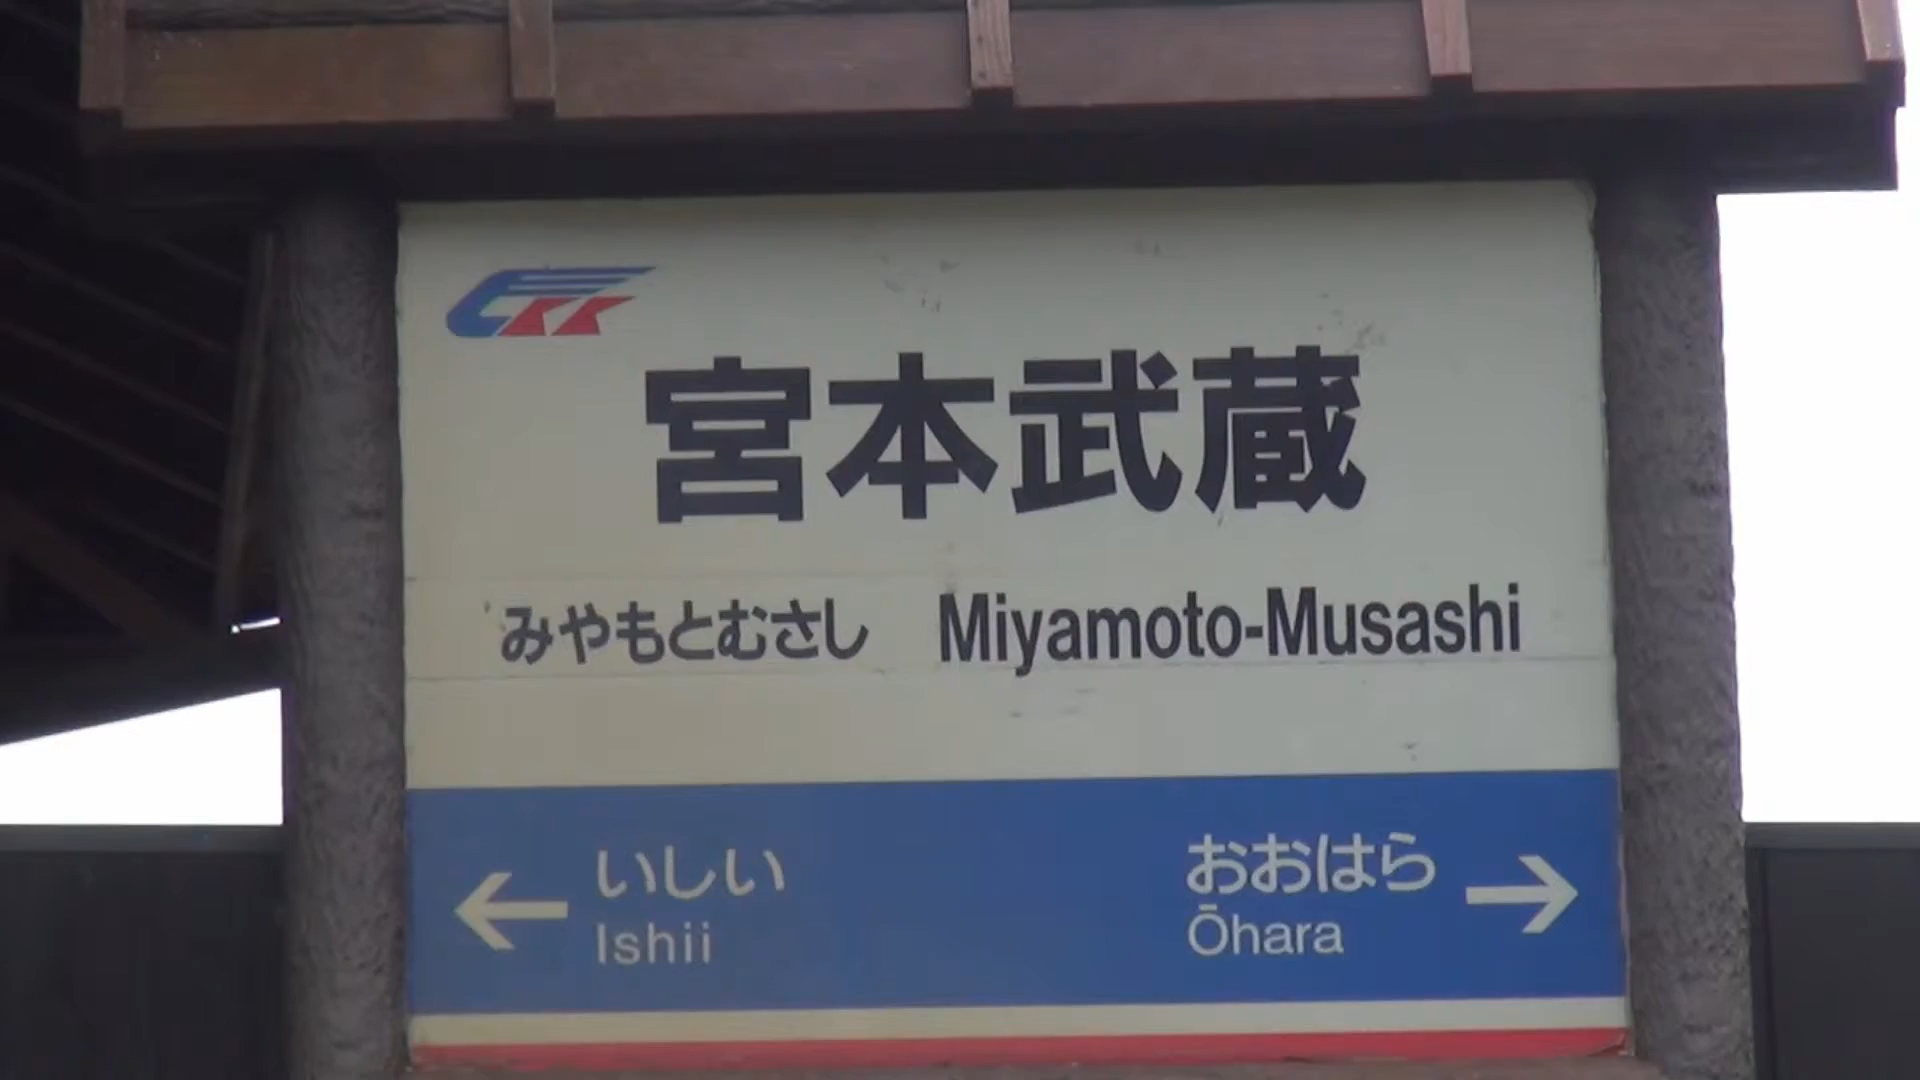 宮本武蔵
みやもとむさし Miyamoto-Musashi
← いしい
Ishii
おおはら →
Ōhara